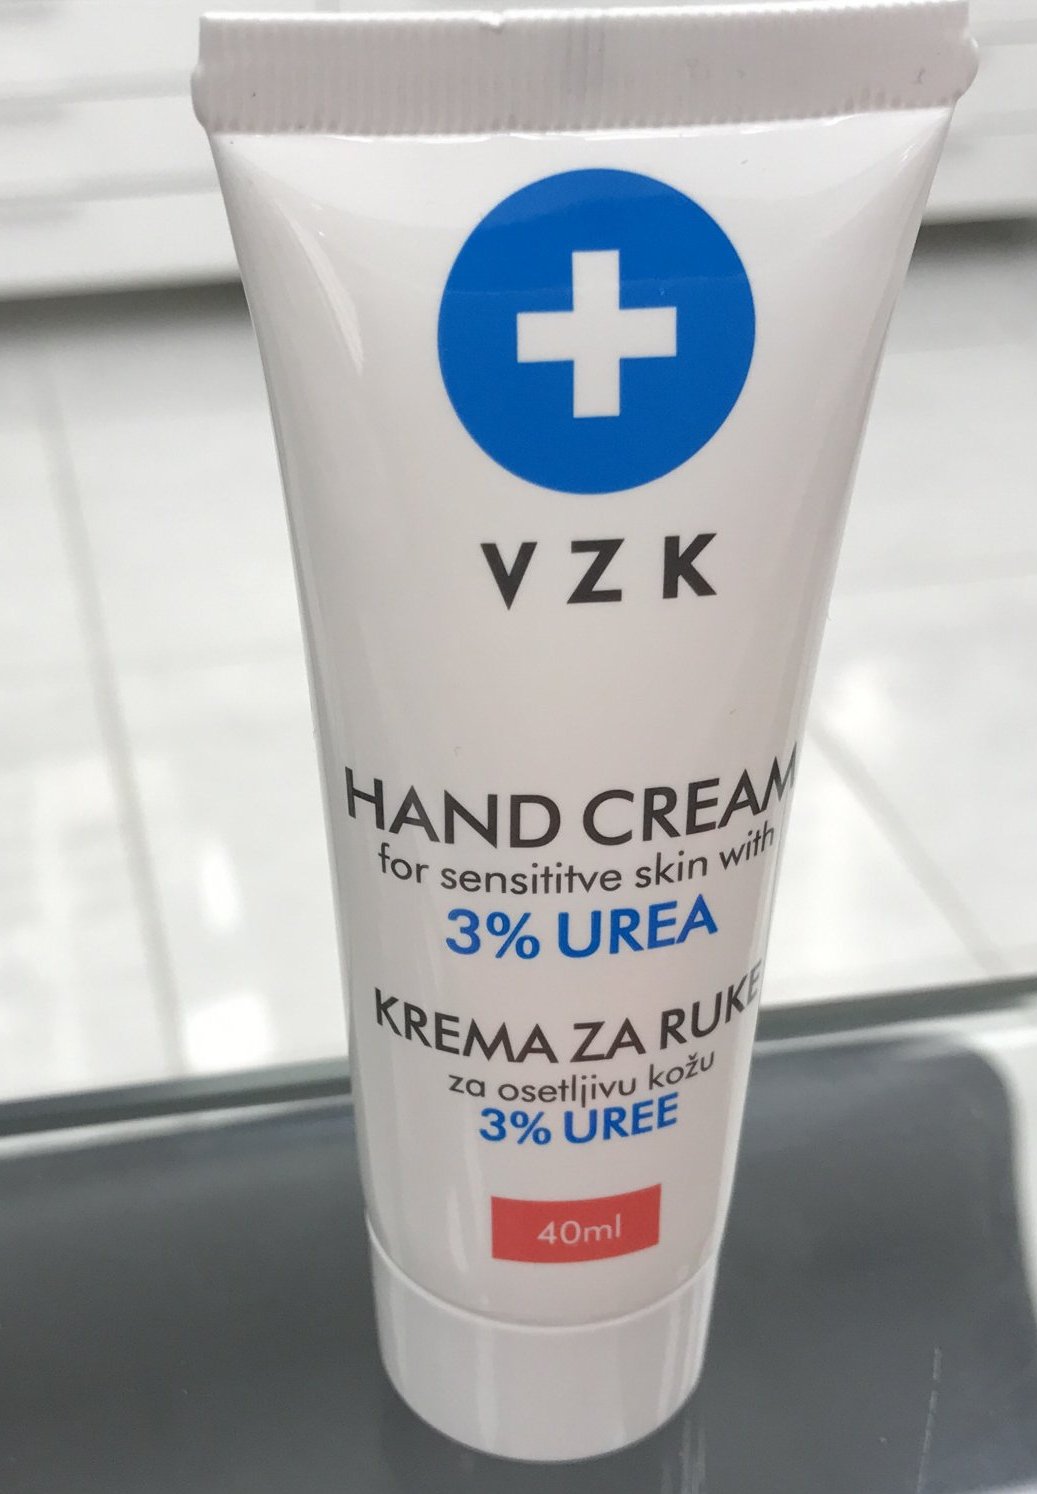 VZK
HAND CREAM
for sensititve skin with
3% UREA
KREMA ZA RUKE
za osetljivu kožu
3% UREE
40ml